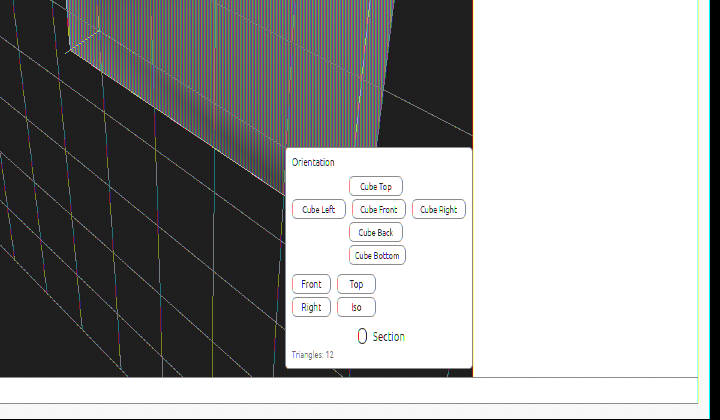 Orientation
Cube Top
Cube Left Cube Front Cube Right
Cube Back
Cube Bottom
Front Top
Right Iso
Section
Triangles: 12